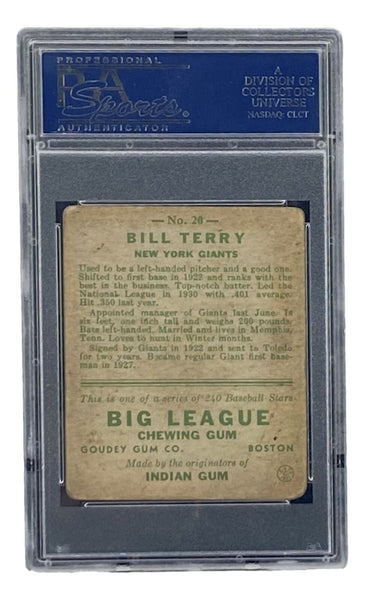 PROFESSIONAL
PSA
Sports
AUTHENTICATOR
A
DIVISION OF
COLLECTORS
UNIVERSE
NASDAQ: CLCT
— No. 20 —
BILL TERRY
NEW YORK GIANTS
Used to be a left-handed pitcher and a good one.
Shifted to first base in 1922 and ranks with the
best in the business. Top-notch batter. Led the
National League in 1930 with .401 average.
Hit .350 last year.
Appointed manager of Giants last June. Is
six feet, one inch tall and weighs 200 pounds.
Bats left-handed. Married and lives in Memphis,
Tenn. Loves to hunt in Winter months.
Signed by Giants in 1922 and sent to Toledo
for two years. Became regular Giant first base-
man in 1927.
This is one of a series of 240 Baseball Stars
BIG LEAGUE
CHEWING GUM
GOUDEY GUM CO. BOSTON
Made by the originators of
INDIAN GUM